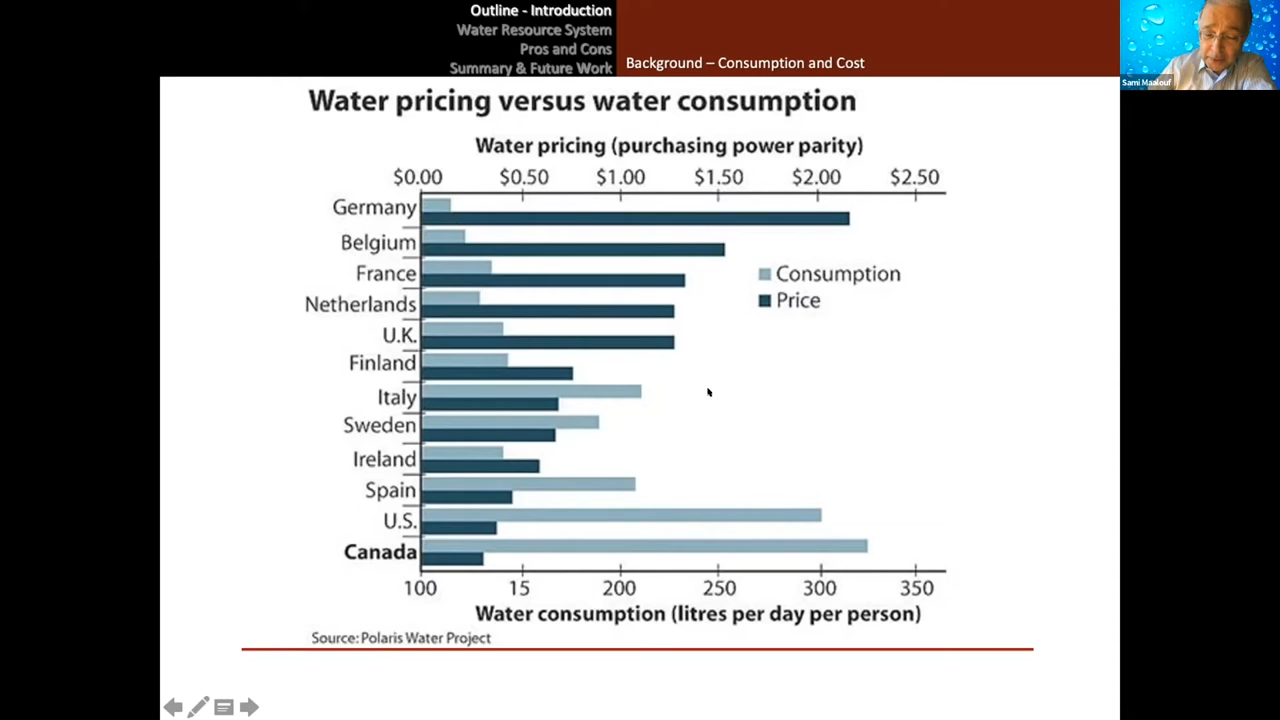 Outline - Introduction
Water Resource System
Pros and Cons
Summary & Future Work
Background – Consumption and Cost
Sami Maalouf
Water pricing versus water consumption
Water pricing (purchasing power parity)
$0.00 $0.50 $1.00 $1.50 $2.00 $2.50
Germany
Belgium
France
Consumption
Netherlands
Price
U.K.
Finland
Italy
Sweden
Ireland
Spain
U.S.
Canada
100 15 200 250 300 350
Water consumption (litres per day per person)
Source: Polaris Water Project